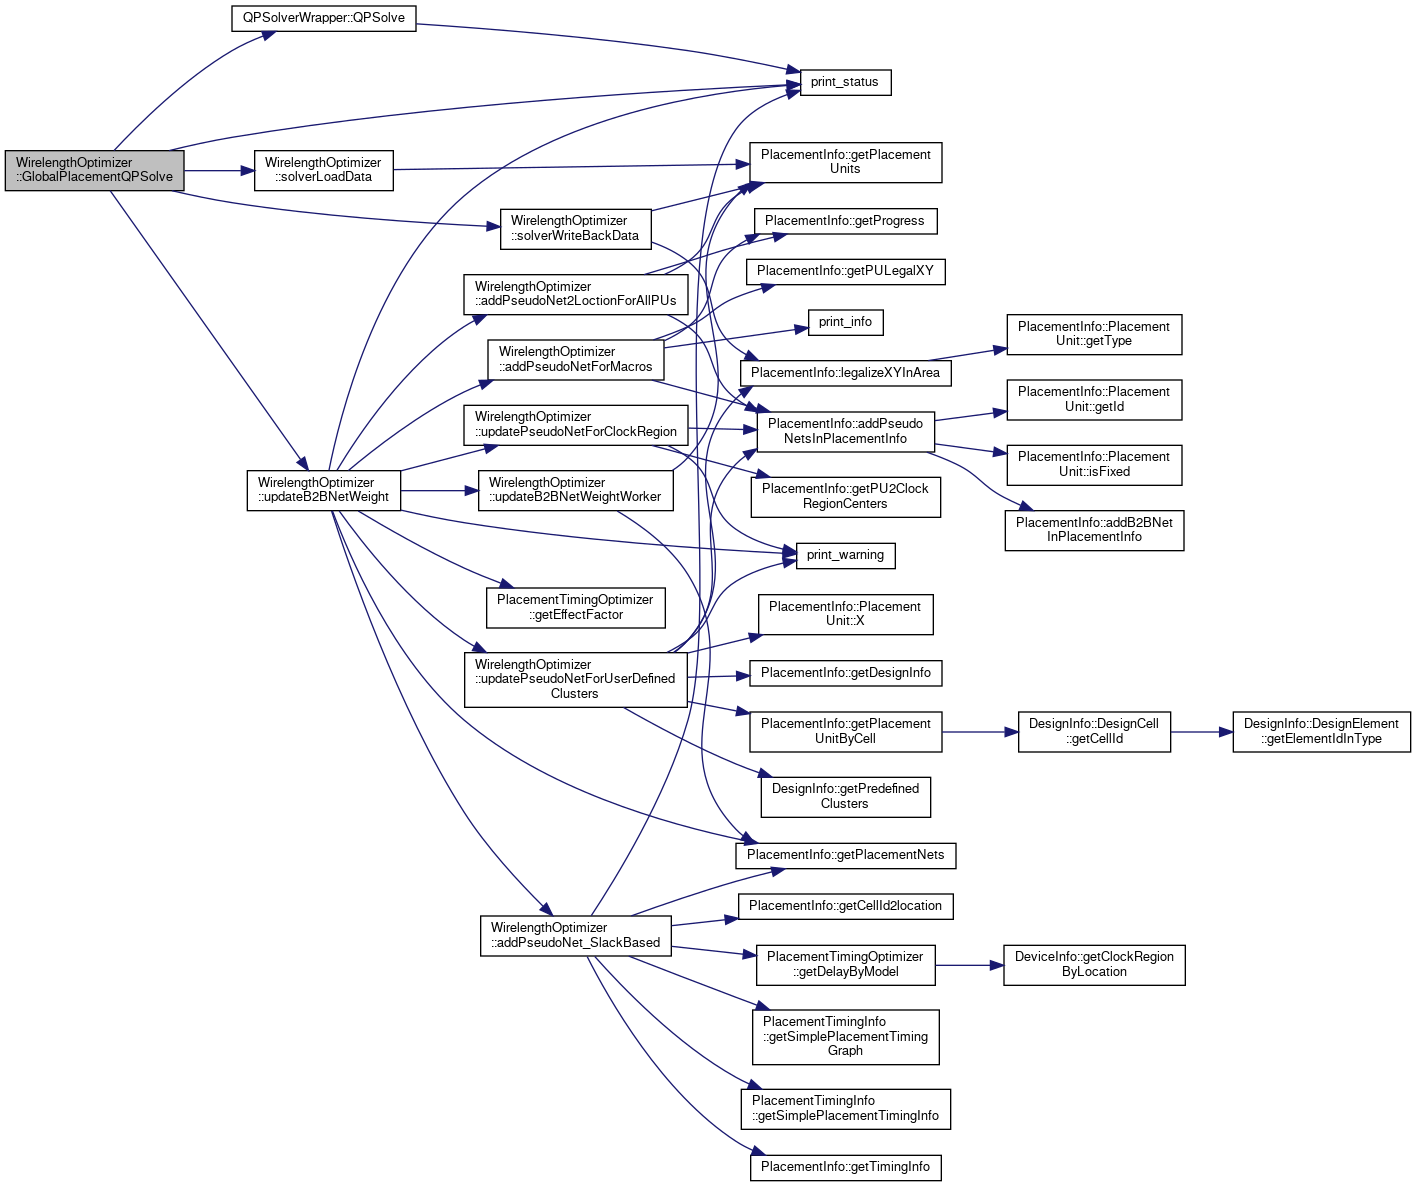 QPSolverWrapper::QPSolve
print_status
WirelengthOptimizer
::GlobalPlacementQPSolve
WirelengthOptimizer
::solverLoadData
PlacementInfo::getPlacement
Units
WirelengthOptimizer
::solverWriteBackData
PlacementInfo::getProgress
WirelengthOptimizer
::addPseudoNet2LoctionForAllPUs
PlacementInfo::getPULegalXY
print_info
WirelengthOptimizer
::addPseudoNetForMacros
PlacementInfo::legalizeXYInArea
PlacementInfo::Placement
Unit::getType
WirelengthOptimizer
::updatePseudoNetForClockRegion
PlacementInfo::addPseudo
NetsInPlacementInfo
PlacementInfo::Placement
Unit::getId
PlacementInfo::Placement
Unit::isFixed
WirelengthOptimizer
::updateB2BNetWeight
WirelengthOptimizer
::updateB2BNetWeightWorker
PlacementInfo::getPU2Clock
RegionCenters
PlacementInfo::addB2BNet
InPlacementInfo
print_warning
PlacementTimingOptimizer
::getEffectFactor
PlacementInfo::Placement
Unit::X
WirelengthOptimizer
::updatePseudoNetForUserDefined
Clusters
PlacementInfo::getDesignInfo
PlacementInfo::getPlacement
UnitByCell
DesignInfo::DesignCell
::getCellId
DesignInfo::DesignElement
::getElementIdInType
DesignInfo::getPredefined
Clusters
PlacementInfo::getPlacementNets
WirelengthOptimizer
::addPseudoNet_SlackBased
PlacementInfo::getCellId2location
PlacementTimingOptimizer
::getDelayByModel
DeviceInfo::getClockRegion
ByLocation
PlacementTimingInfo
::getSimplePlacementTiming
Graph
PlacementTimingInfo
::getSimplePlacementTimingInfo
PlacementInfo::getTimingInfo